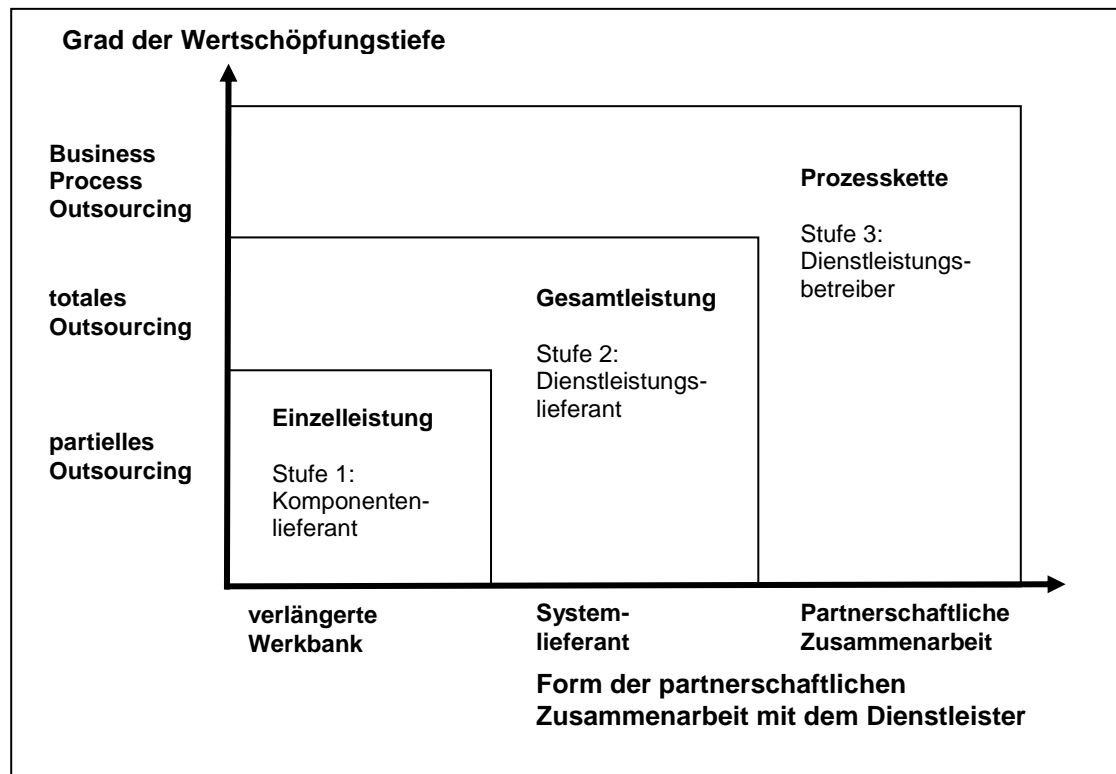 Grad der Wertschöpfungstiefe
Business
Process
Outsourcing
totales
Outsourcing
partielles
Outsourcing
Prozesskette
Stufe 3:
Dienstleistungs-
betreiber
Gesamtleistung
Stufe 2:
Dienstleistungs-
lieferant
Einzelleistung
Stufe 1:
Komponenten-
lieferant
verlängerte
Werkbank
System-
lieferant
Partnerschaftliche
Zusammenarbeit
Form der partnerschaftlichen
Zusammenarbeit mit dem Dienstleister